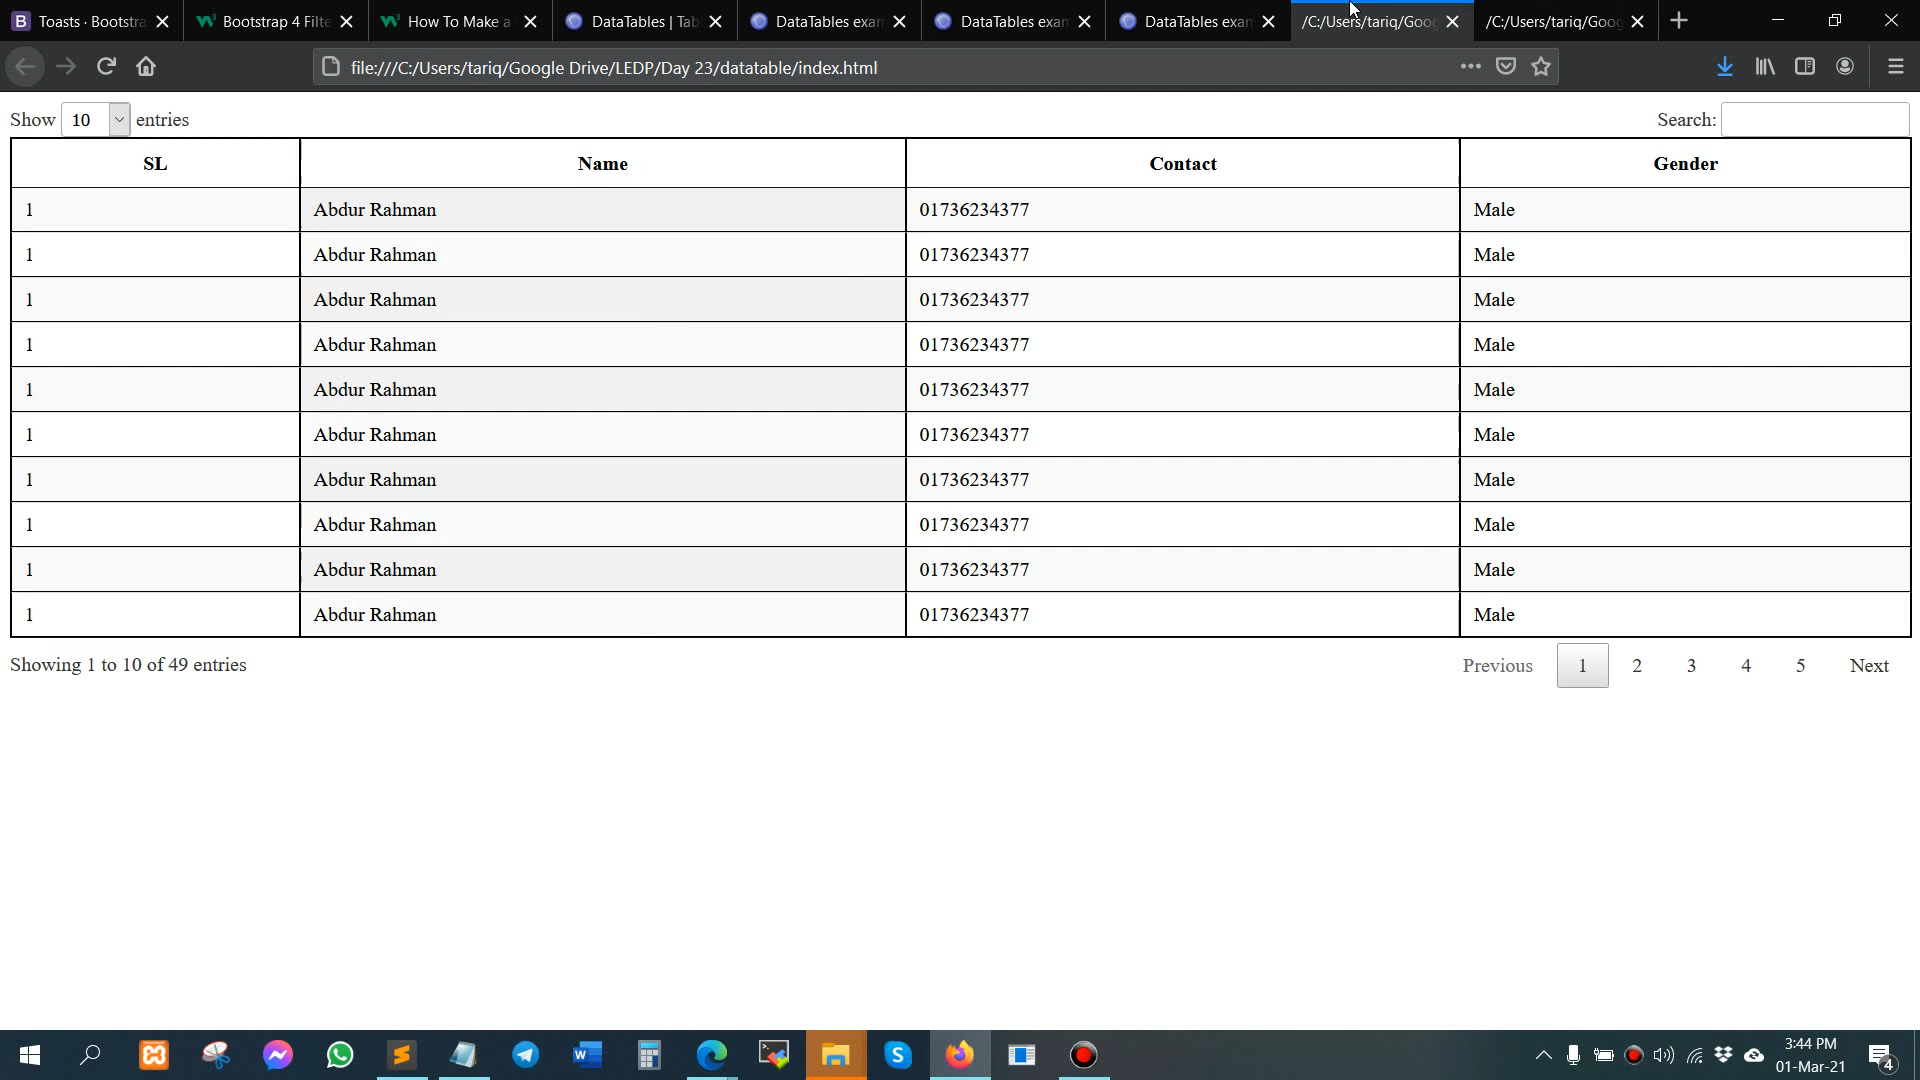 Toasts · Bootstra
Bootstrap 4 Filte
How To Make a
DataTables | Tab
DataTables exam
DataTables exam
DataTables exam
/C:/Users/tariq/Goog
/C:/Users/tariq/Goog
file:///C:/Users/tariq/Google Drive/LEDP/Day 23/datatable/index.html
Show 10 entries
Search:
SL Name Contact Gender
1 Abdur Rahman 01736234377 Male
1 Abdur Rahman 01736234377 Male
1 Abdur Rahman 01736234377 Male
1 Abdur Rahman 01736234377 Male
1 Abdur Rahman 01736234377 Male
1 Abdur Rahman 01736234377 Male
1 Abdur Rahman 01736234377 Male
1 Abdur Rahman 01736234377 Male
1 Abdur Rahman 01736234377 Male
1 Abdur Rahman 01736234377 Male
Showing 1 to 10 of 49 entries
Previous 1 2 3 4 5 Next
3:44 PM
01-Mar-21
4